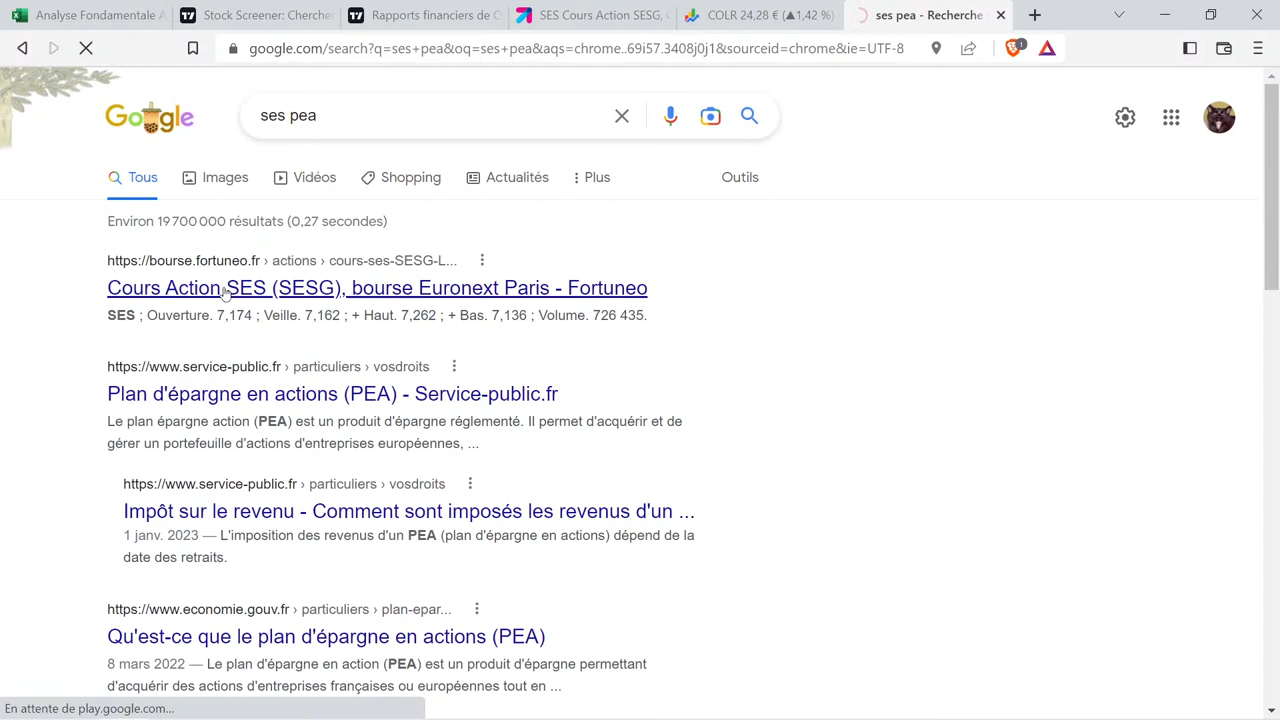 Analyse Fondamentale A
Stock Screener: Chercher
Rapports financiers de C
SES Cours Action SESG, C
COLR 24,28 € (▲1,42 %)
ses pea - Recherche
google.com/search?q=ses+pea&oq=ses+pea&aqs=chrome..69i57.3408j0j1&sourceid=chrome&ie=UTF-8
1
Google
ses pea
Tous
Images
Vidéos
Shopping
Actualités
Plus
Outils
Environ 19 700 000 résultats (0,27 secondes)
https://bourse.fortuneo.fr › actions › cours-ses-SESG-L...
Cours Action SES (SESG), bourse Euronext Paris - Fortuneo
SES ; Ouverture. 7,174 ; Veille. 7,162 ; + Haut. 7,262 ; + Bas. 7,136 ; Volume. 726 435.
https://www.service-public.fr › particuliers › vosdroits
Plan d'épargne en actions (PEA) - Service-public.fr
Le plan épargne action (PEA) est un produit d'épargne réglementé. Il permet d'acquérir et de
gérer un portefeuille d'actions d'entreprises européennes, ...
https://www.service-public.fr › particuliers › vosdroits
Impôt sur le revenu - Comment sont imposés les revenus d'un ...
1 janv. 2023 — L'imposition des revenus d'un PEA (plan d'épargne en actions) dépend de la
date des retraits.
https://www.economie.gouv.fr › particuliers › plan-epar...
Qu'est-ce que le plan d'épargne en actions (PEA)
8 mars 2022 — Le plan d'épargne en action (PEA) est un produit d'épargne permettant
d'acquérir des actions d'entreprises françaises ou européennes tout en ...
En attente de play.google.com...